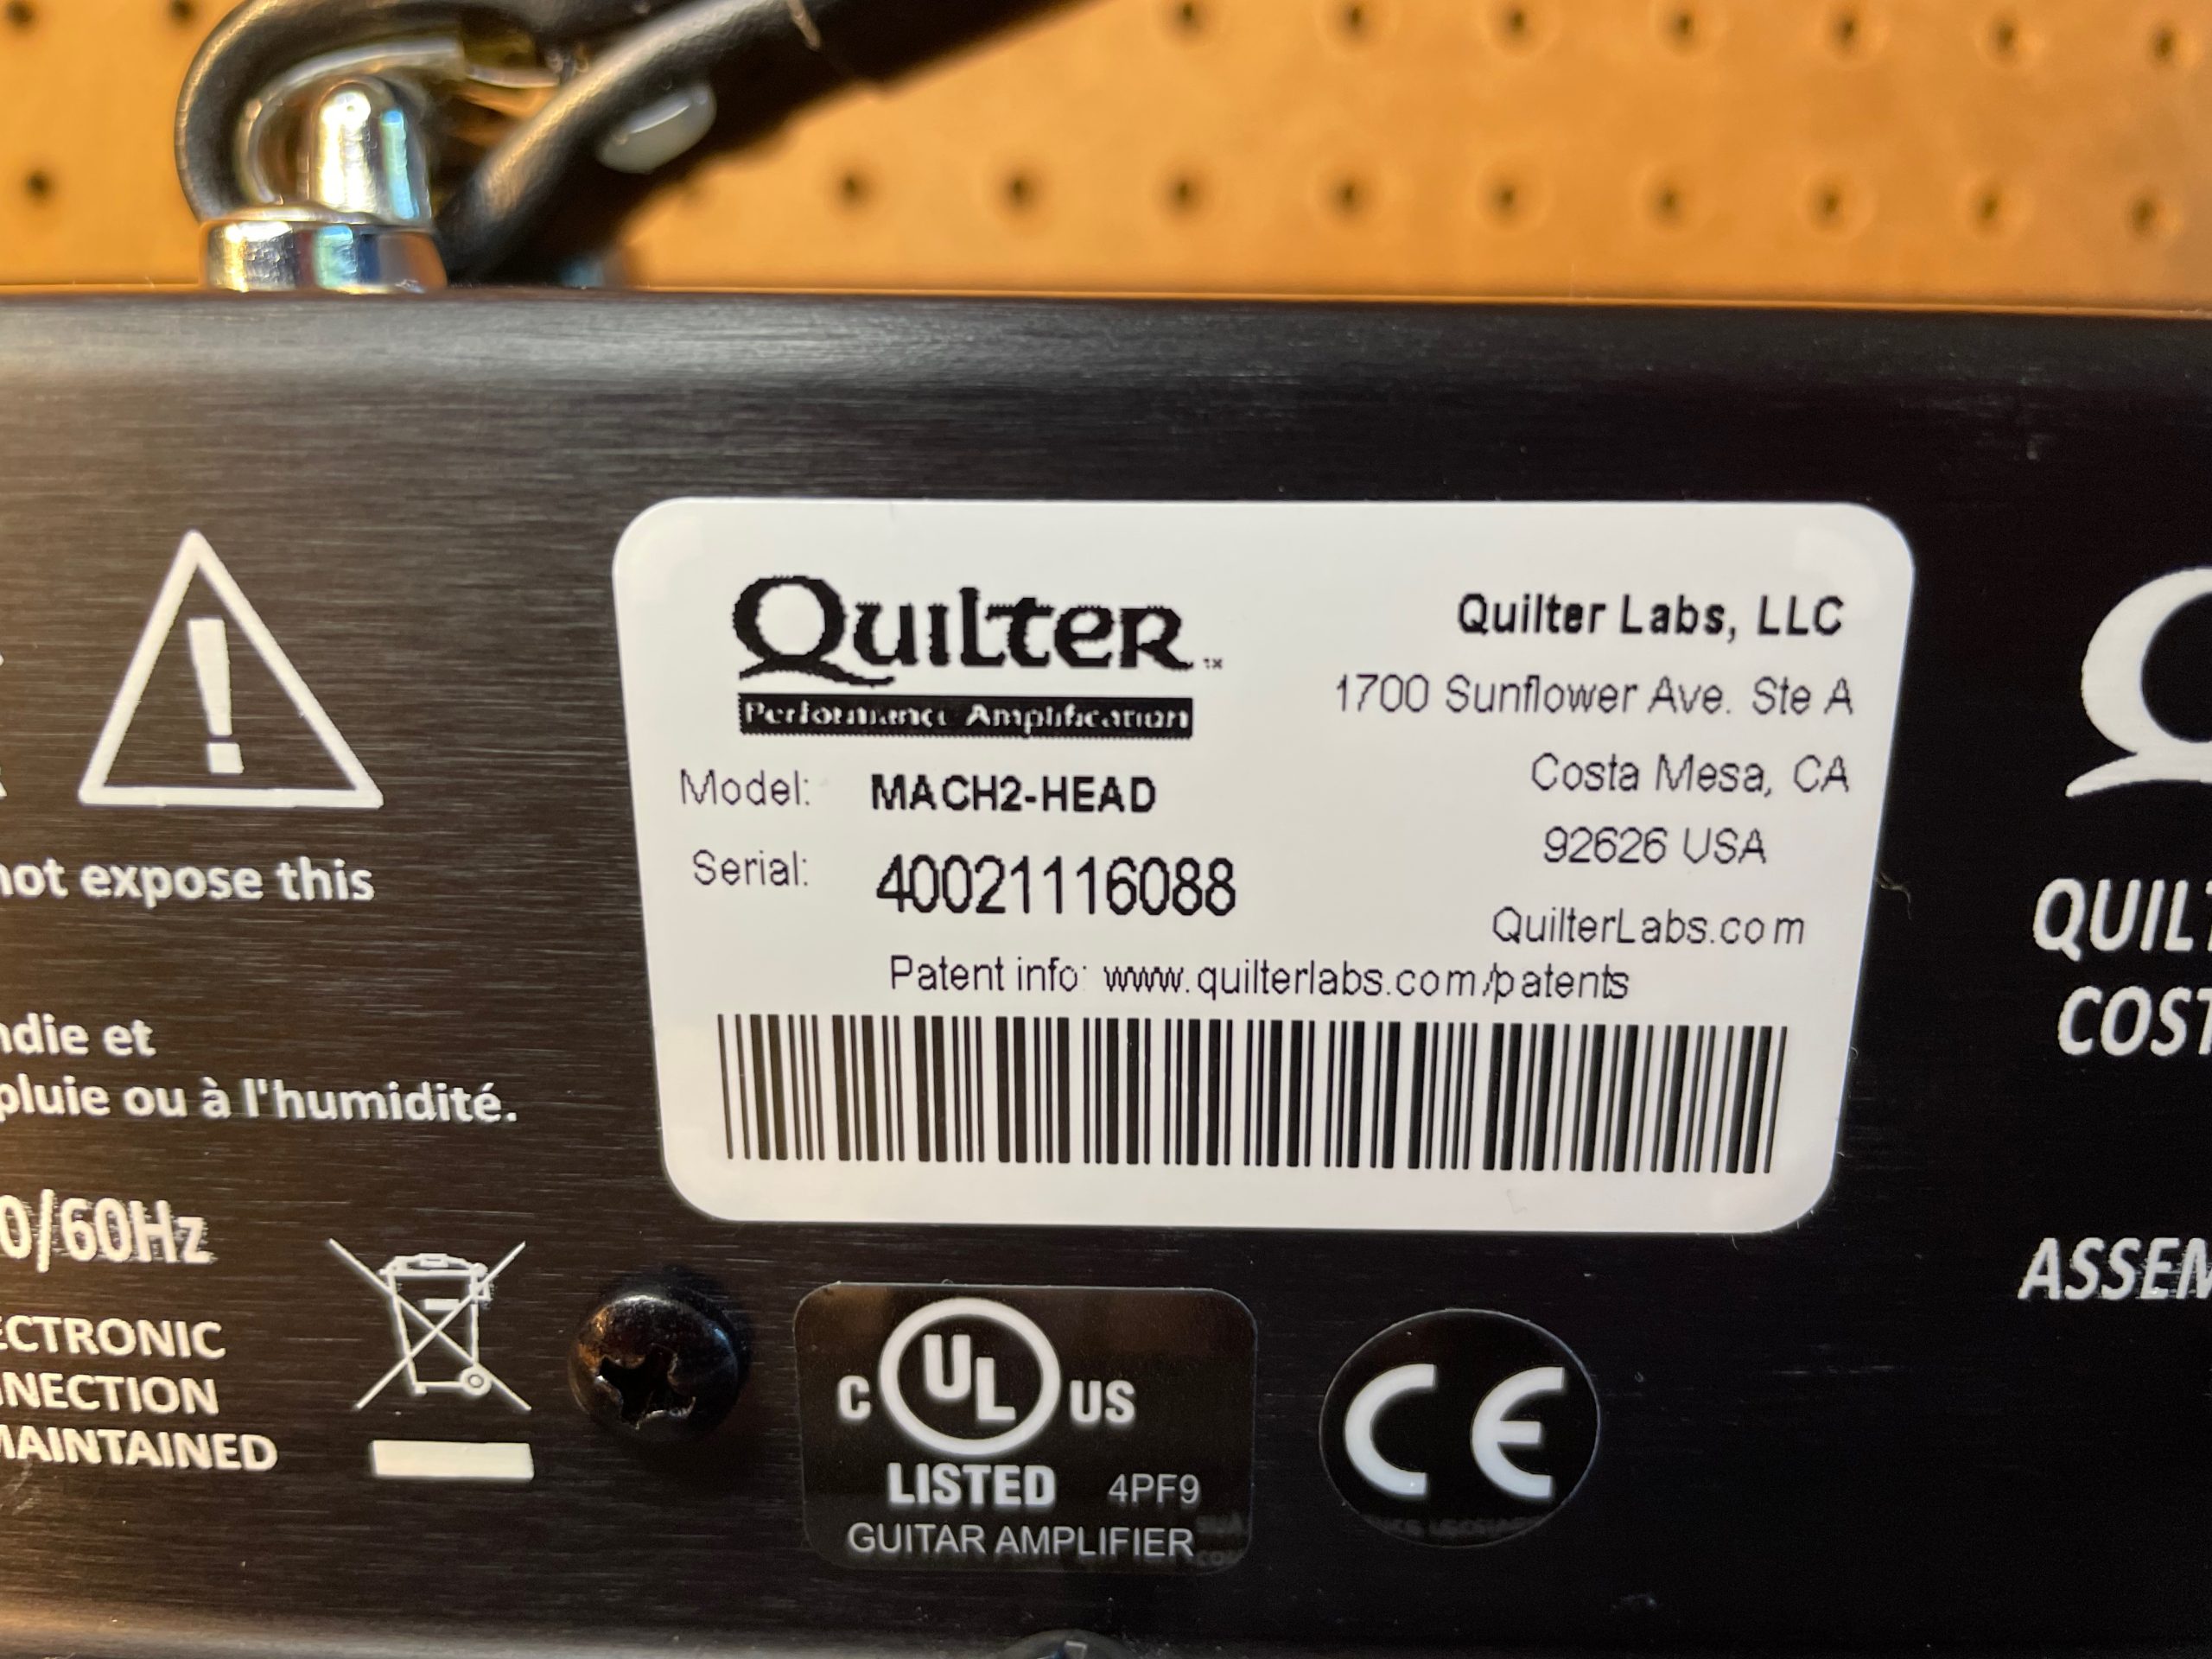 not expose this
ndie et
pluie ou à l'humidité.
0/60Hz
ECTRONIC
NNECTION
MAINTAINED
QUILTER
Performance Amplification
Model: MACH2-HEAD
Serial: 40021116088
Quilter Labs, LLC
1700 Sunflower Ave. Ste A
Costa Mesa, CA
92626 USA
QuilterLabs.com
Patent info: www.quilterlabs.com/patents
C UL US
LISTED 4PF9
GUITAR AMPLIFIER
CE
QUILT
COST
ASSEM